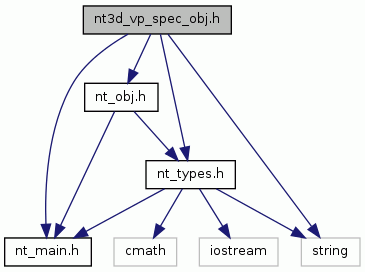 nt3d_vp_spec_obj.h
nt_obj.h
nt_types.h
nt_main.h
cmath
iostream
string